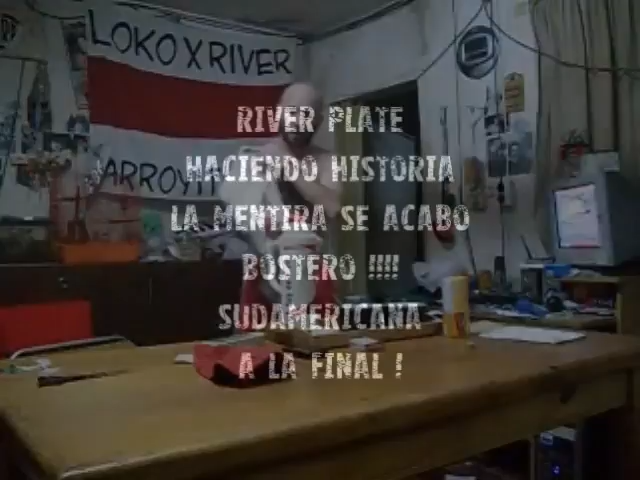 LOKO X RIVER
RIVER PLATE
HACIENDO HISTORIA
LA MENTIRA SE ACABO
BOSTERO !!!!
SUDAMERICANA
A LA FINAL !